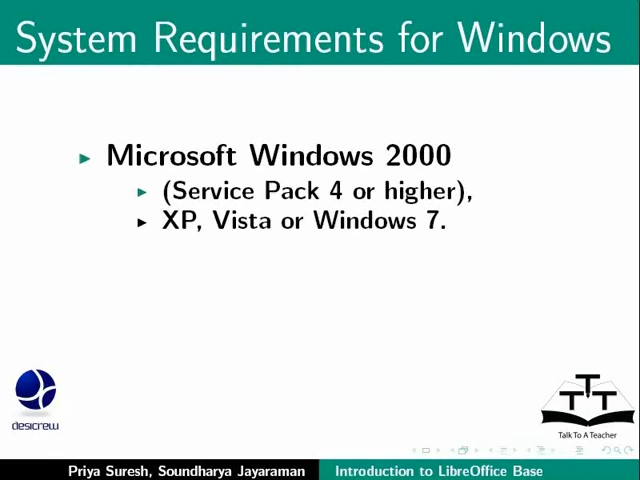 System Requirements for Windows
Microsoft Windows 2000
(Service Pack 4 or higher),
XP, Vista or Windows 7.
desicrew
T T T
Talk To A Teacher
Priya Suresh, Soundharya Jayaraman
Introduction to LibreOffice Base